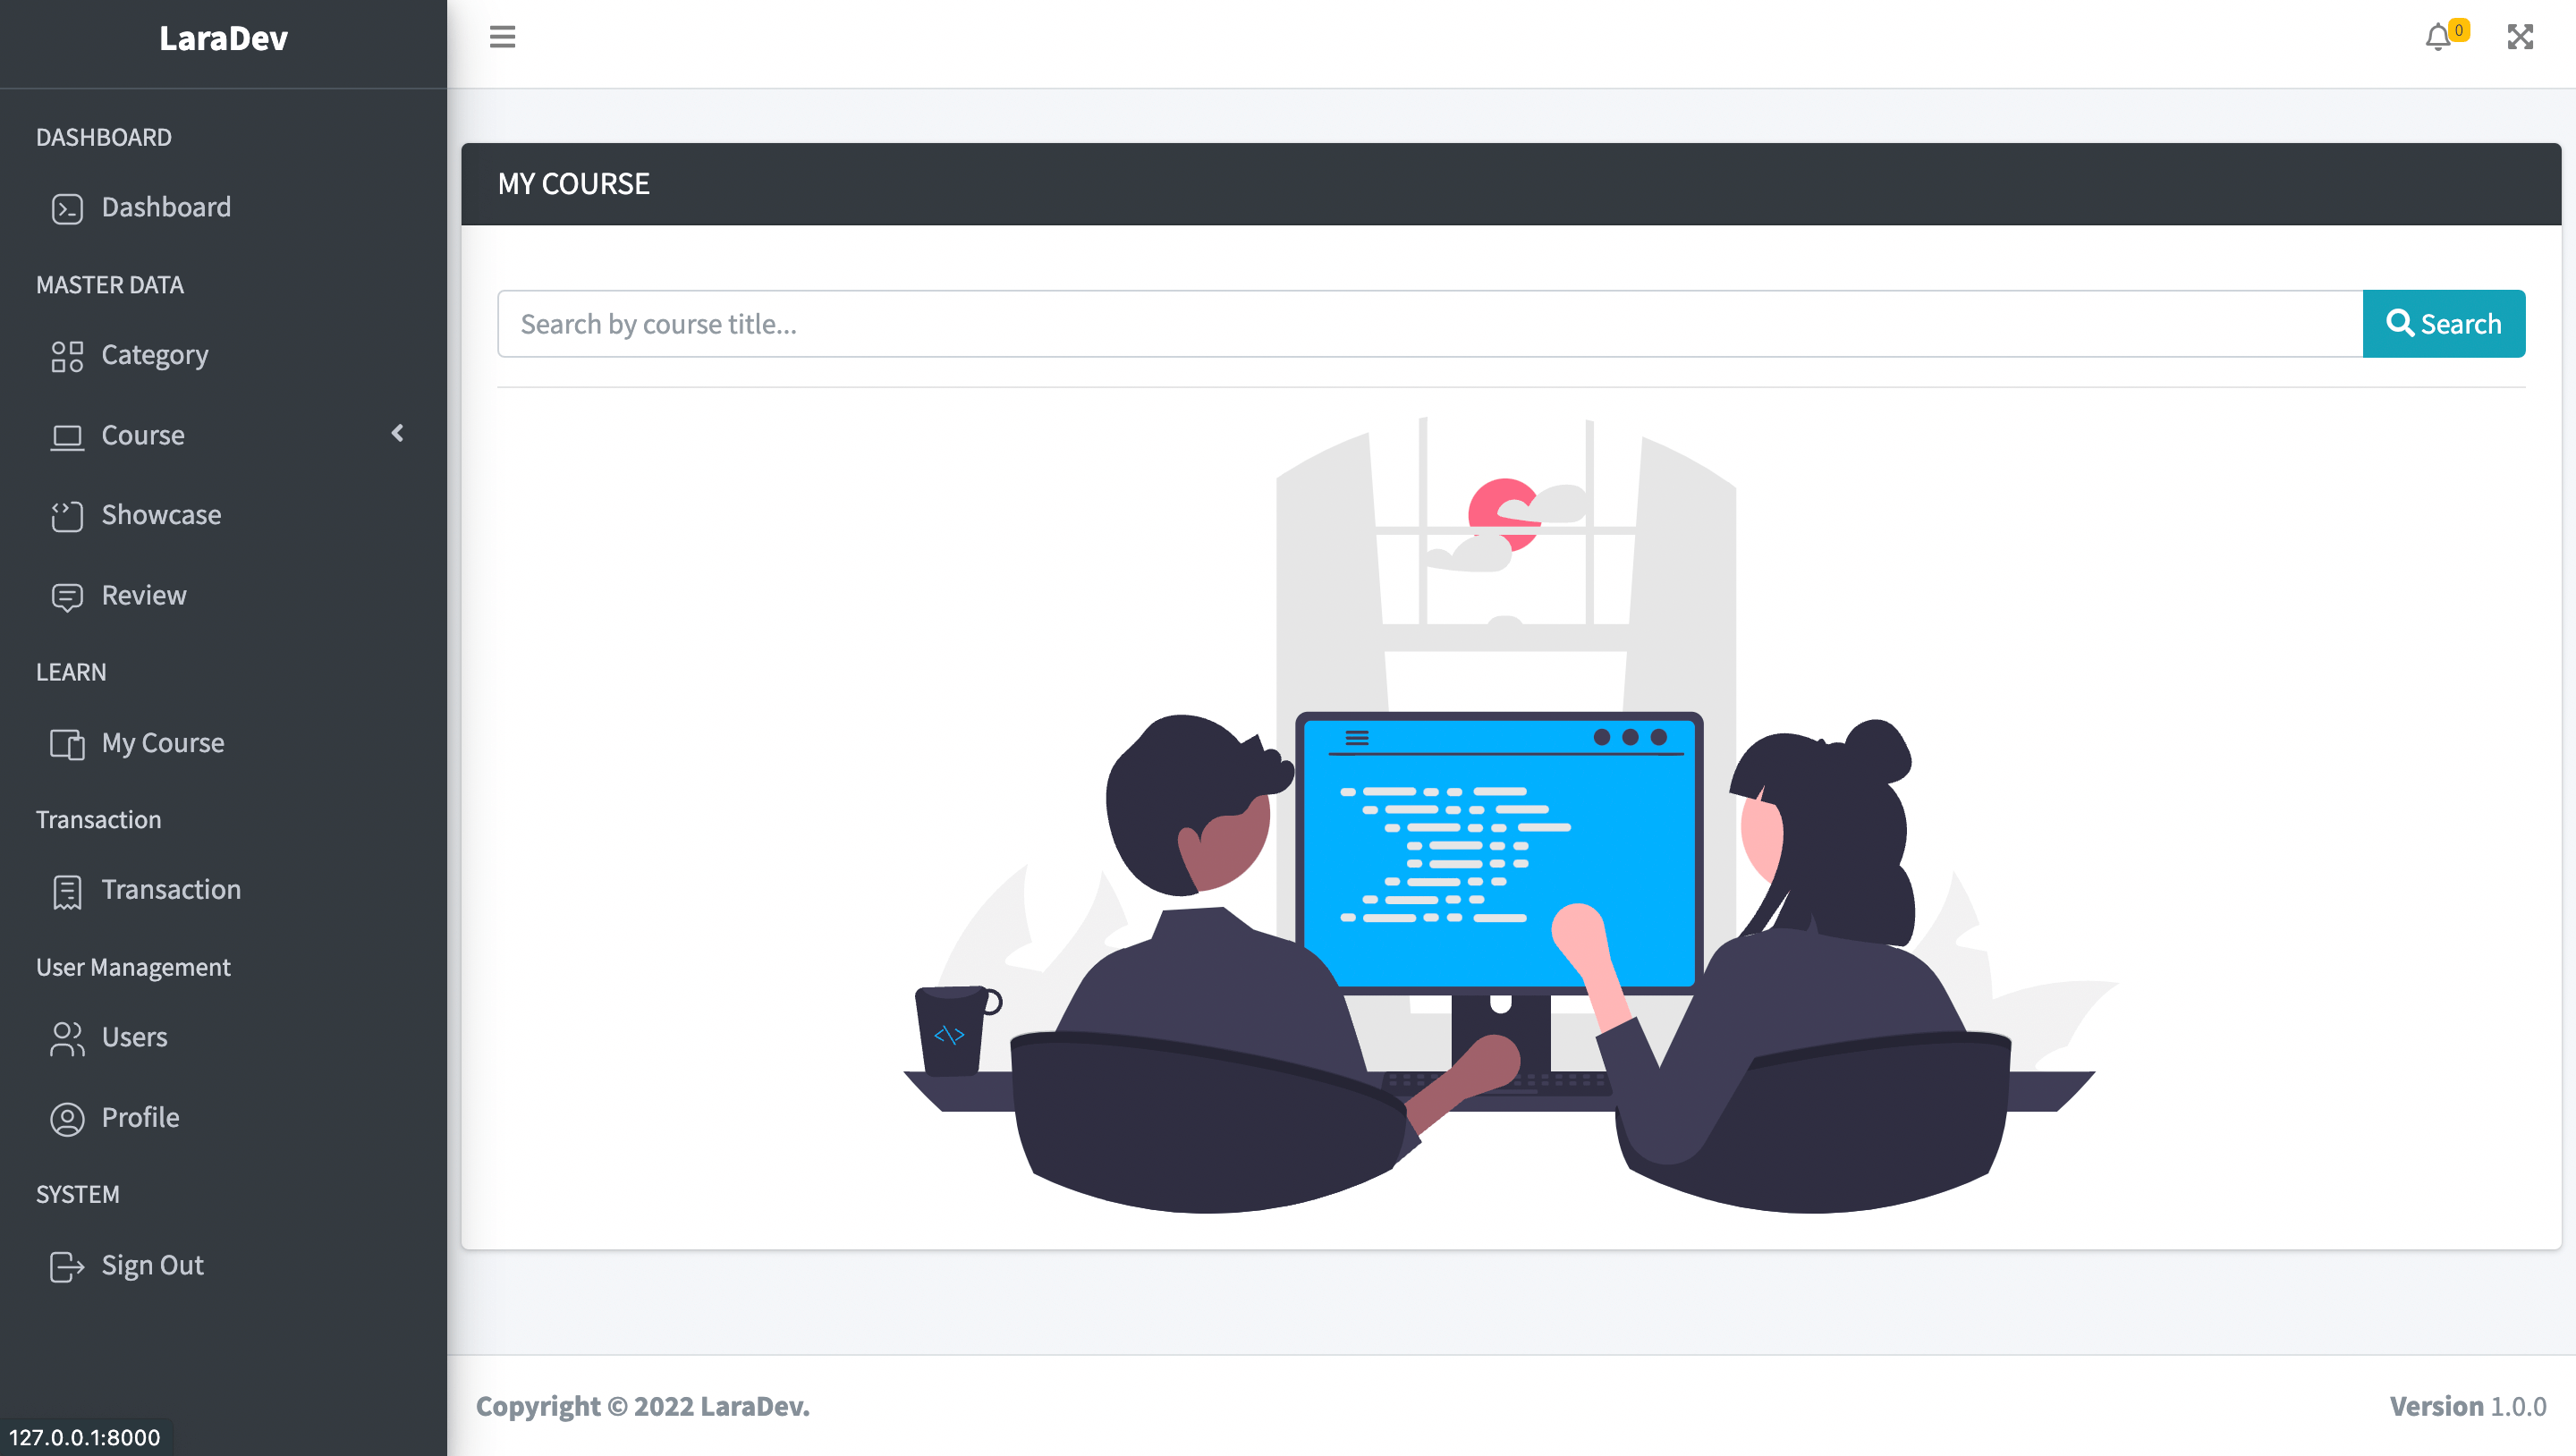 LaraDev
0
DASHBOARD
Dashboard
MASTER DATA
Category
Course
Showcase
Review
LEARN
My Course
Transaction
Transaction
User Management
Users
Profile
SYSTEM
Sign Out
127.0.0.1:8000
MY COURSE
Search by course title...
Search
<\>
Copyright © 2022 LaraDev.
Version 1.0.0